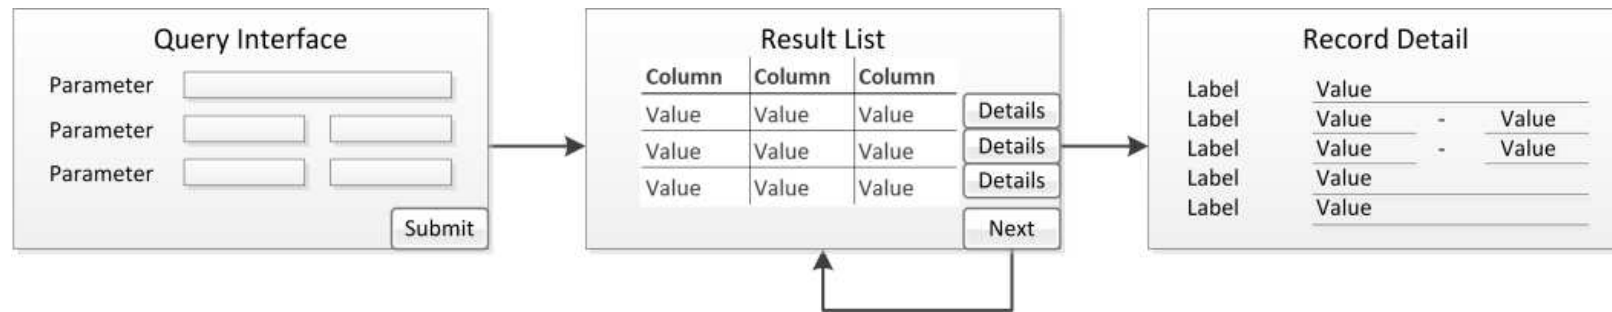 Query Interface
Parameter
Parameter
Parameter
Submit
Result List
Column Column Column
Value Value Value Details
Value Value Value Details
Value Value Value Details
Next
Record Detail
Label Value
Label Value - Value
Label Value - Value
Label Value
Label Value